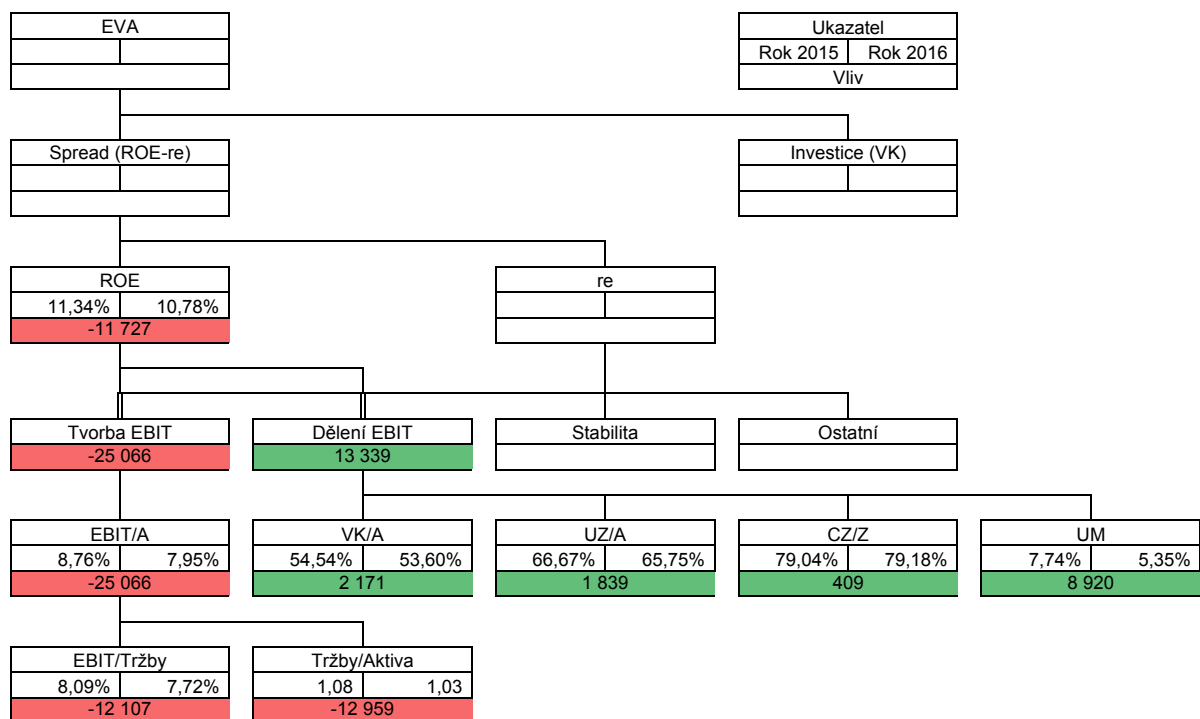 EVA
Ukazatel
Rok 2015 Rok 2016
Vliv
Spread (ROE-re)
Investice (VK)
ROE
re
11,34% 10,78%
-11 727
Tvorba EBIT
Dělení EBIT
Stabilita
Ostatní
-25 066
13 339
EBIT/A
VK/A
UZ/A
CZ/Z
UM
8,76% 7,95%
54,54% 53,60%
66,67% 65,75%
79,04% 79,18%
7,74% 5,35%
-25 066
2 171
1 839
409
8 920
EBIT/Tržby
Tržby/Aktiva
8,09% 7,72%
1,08 1,03
-12 107
-12 959